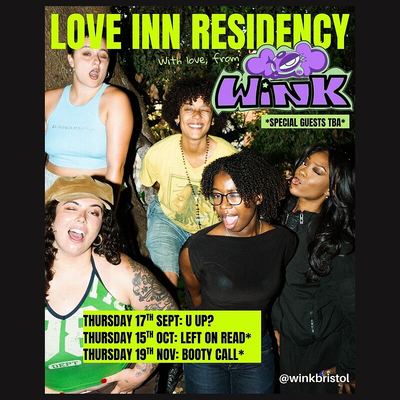 LOVE INN RESIDENCY
With love, from
WINK
*SPECIAL GUESTS TBA*
THURSDAY 17TH SEPT: U UP?
THURSDAY 15TH OCT: LEFT ON READ*
THURSDAY 19TH NOV: BOOTY CALL*
@winkbristol